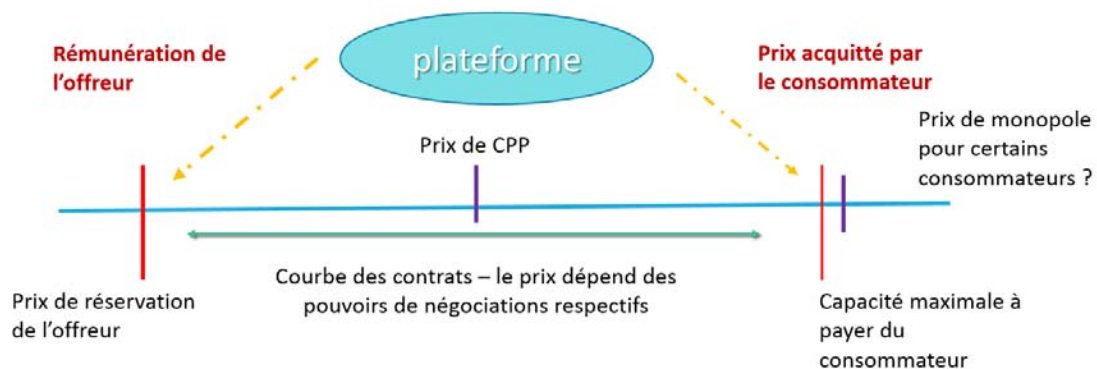 Rémunération de
l'offreur
plateforme
Prix acquitté par
le consommateur
Prix de monopole
pour certains
consommateurs ?
Prix de CPP
Courbe des contrats – le prix dépend des
pouvoirs de négociations respectifs
Prix de réservation
de l'offreur
Capacité maximale à
payer du
consommateur